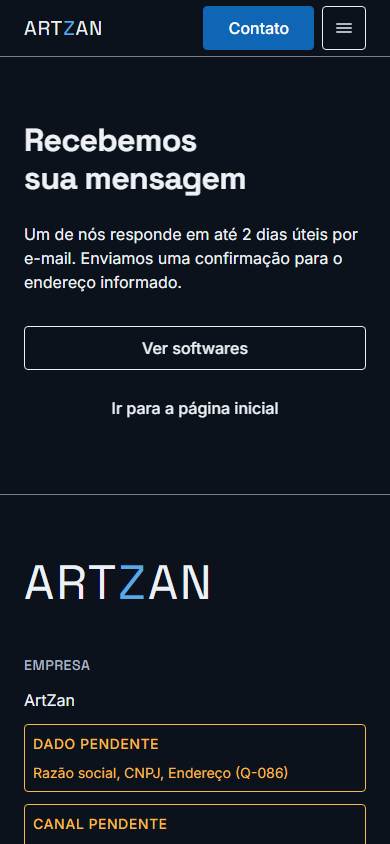 ARTZAN
Contato
Recebemos
sua mensagem
Um de nós responde em até 2 dias úteis por
e-mail. Enviamos uma confirmação para o
endereço informado.
Ver softwares
Ir para a página inicial
ARTZAN
EMPRESA
ArtZan
DADO PENDENTE
Razão social, CNPJ, Endereço (Q-086)
CANAL PENDENTE